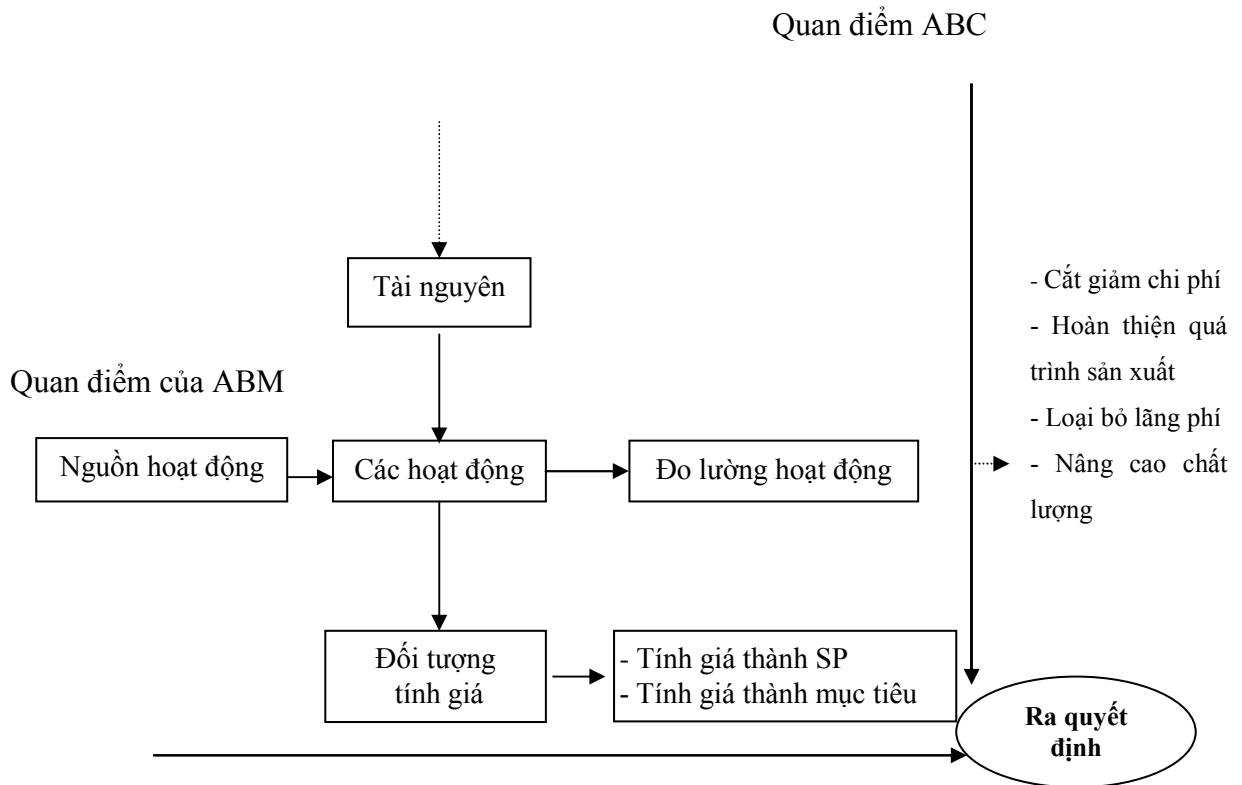 Quan điểm ABC
Tài nguyên
- Cắt giảm chi phí
- Hoàn thiện quá
trình sản xuất
- Loại bỏ lãng phí
- Nâng cao chất
lượng
Quan điểm của ABM
Nguồn hoạt động
Các hoạt động
Đo lường hoạt động
Đối tượng
tính giá
- Tính giá thành SP
- Tính giá thành mục tiêu
Ra quyết
định